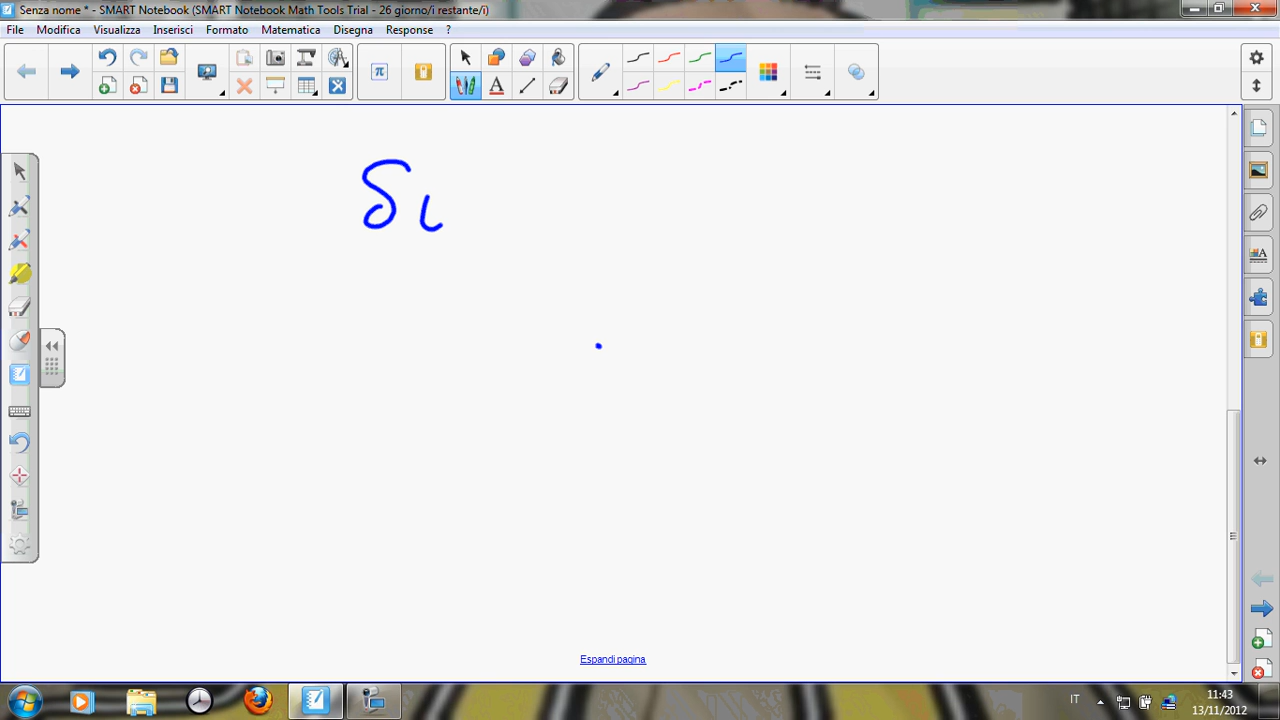 Senza nome * - SMART Notebook (SMART Notebook Math Tools Trial - 26 giorno/i restante/i)
File Modifica Visualizza Inserisci Formato Matematica Disegna Response ?
π A
A
δι
Espandi pagina
IT 11:43
13/11/2012